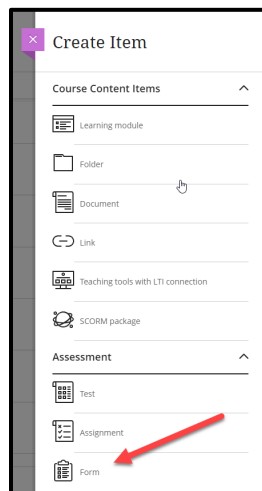 Create Item
Course Content Items
Learning module
Folder
Document
Link
Teaching tools with LTI connection
SCORM package
Assessment
Test
Assignment
Form